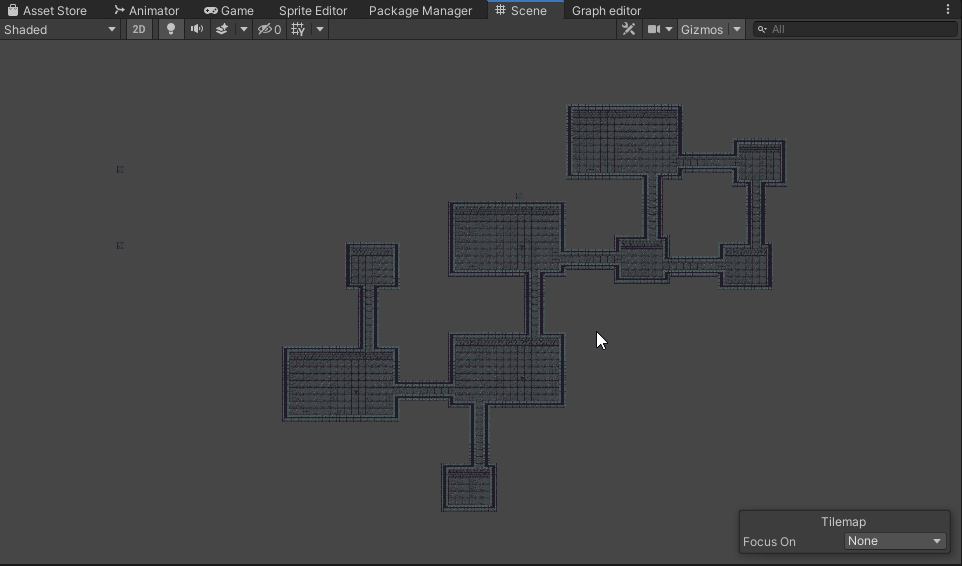 Asset Store Animator Game Sprite Editor Package Manager Scene Graph editor
Shaded 2D 0 Gizmos All
Tilemap
Focus On None